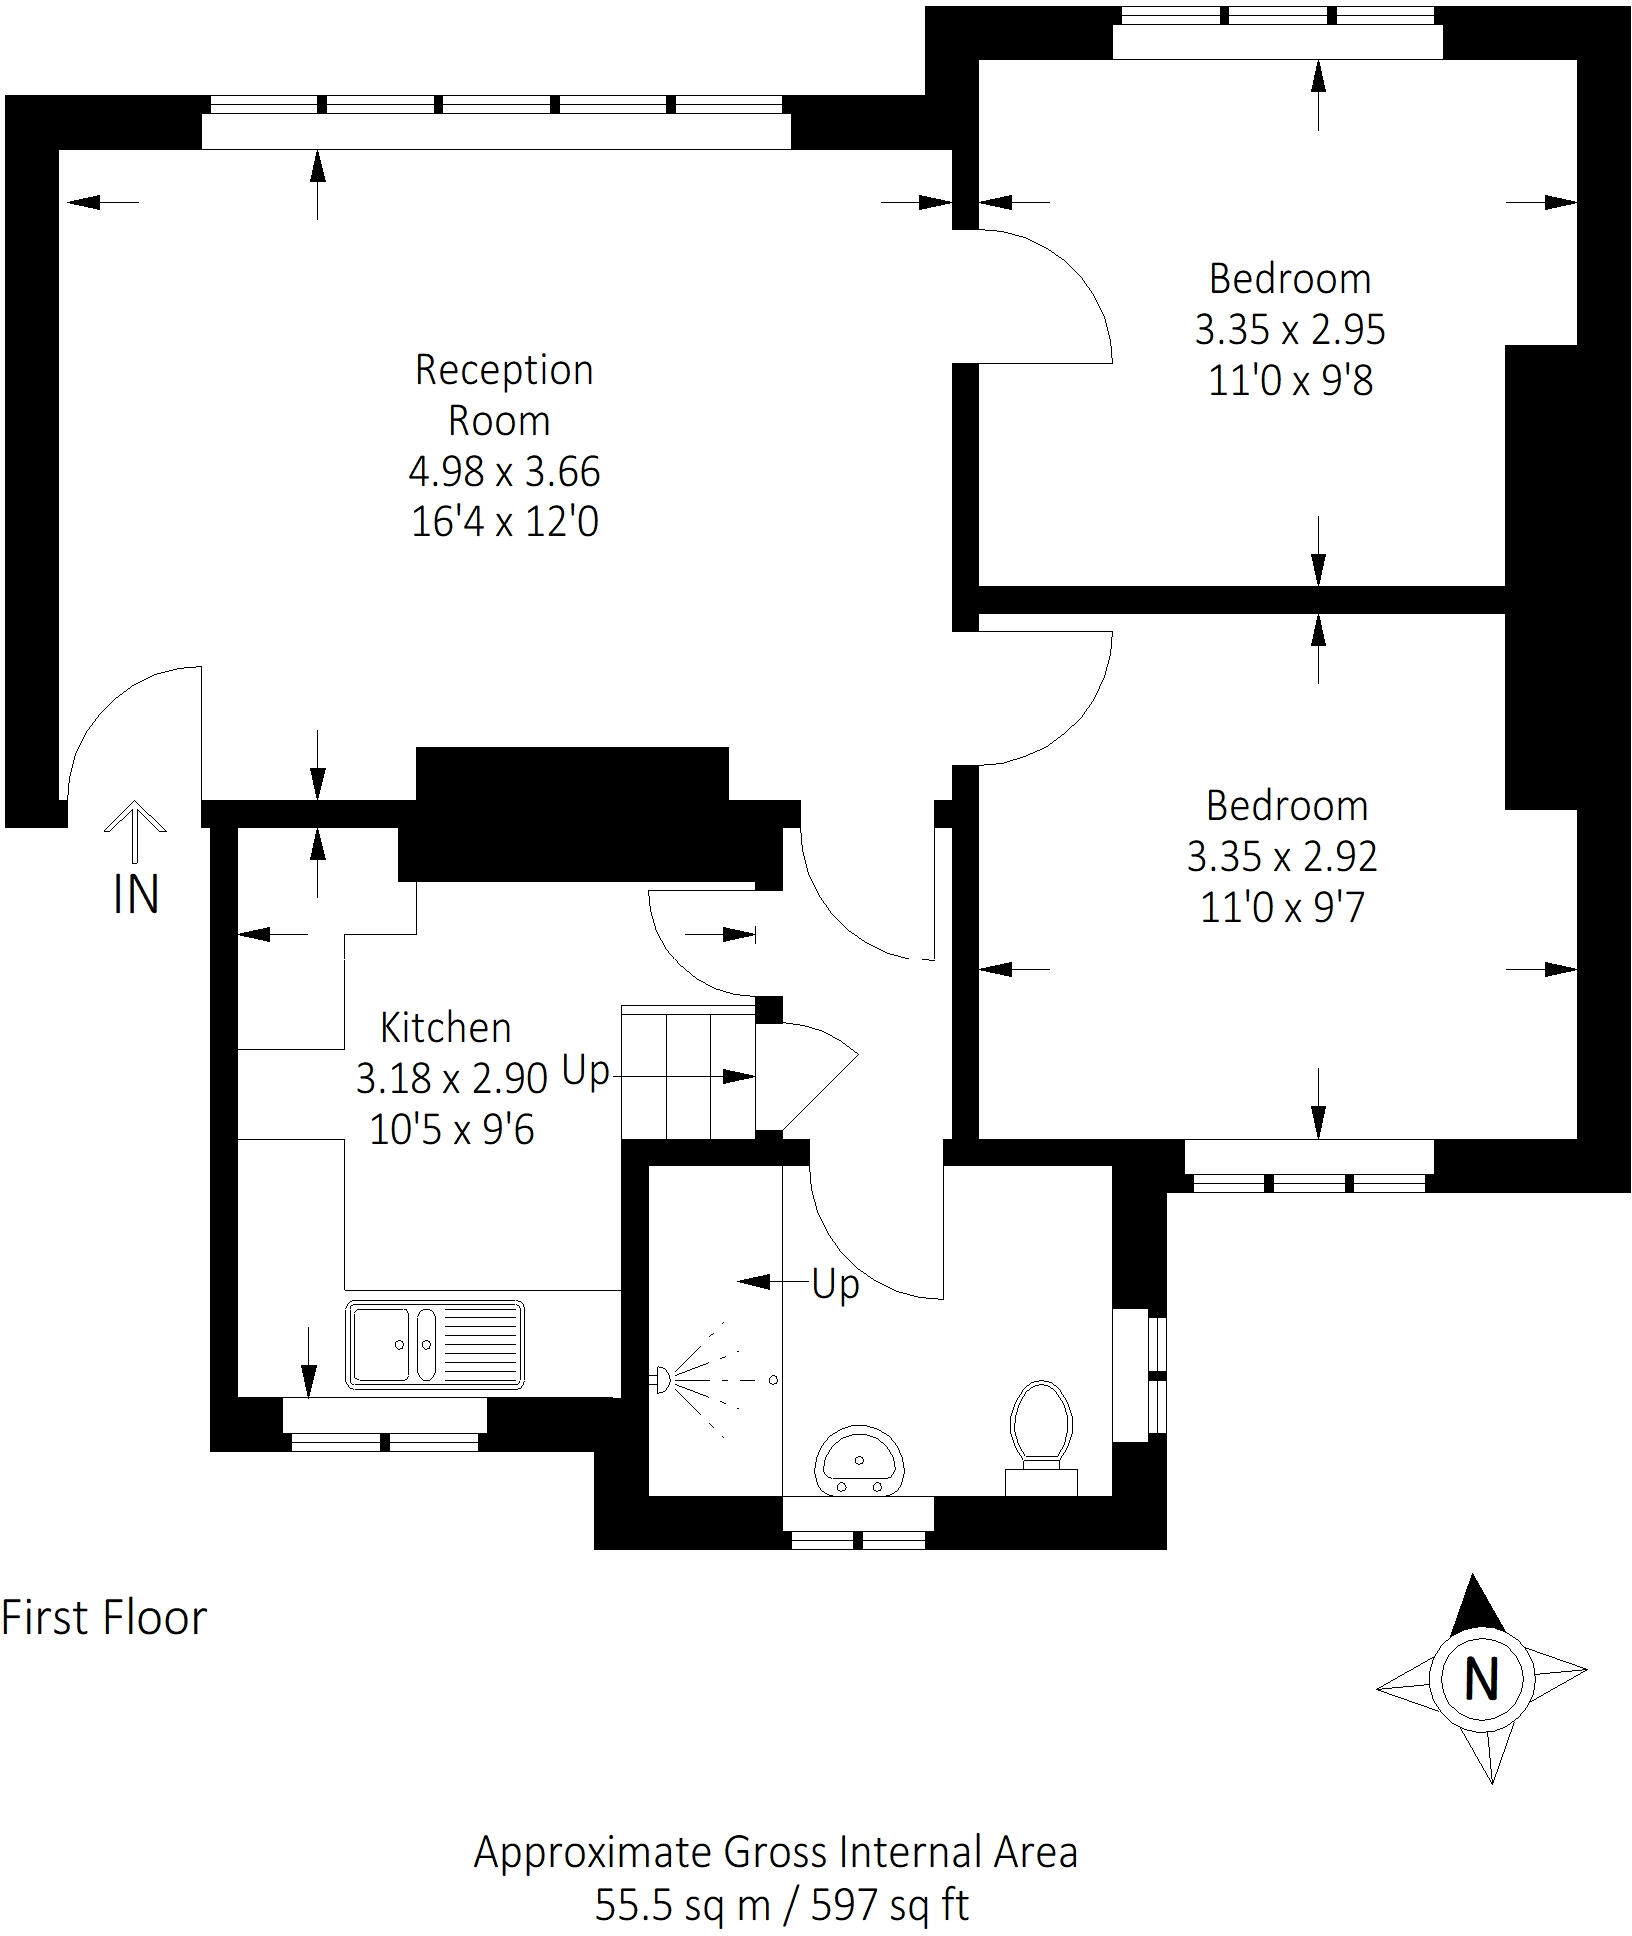 Reception
Room
4.98 x 3.66
16'4 x 12'0
Bedroom
3.35 x 2.95
11'0 x 9'8
Bedroom
3.35 x 2.92
11'0 x 9'7
IN
Kitchen
3.18 x 2.90
10'5 x 9'6
Up
Up
First Floor
N
Approximate Gross Internal Area
55.5 sq m / 597 sq ft